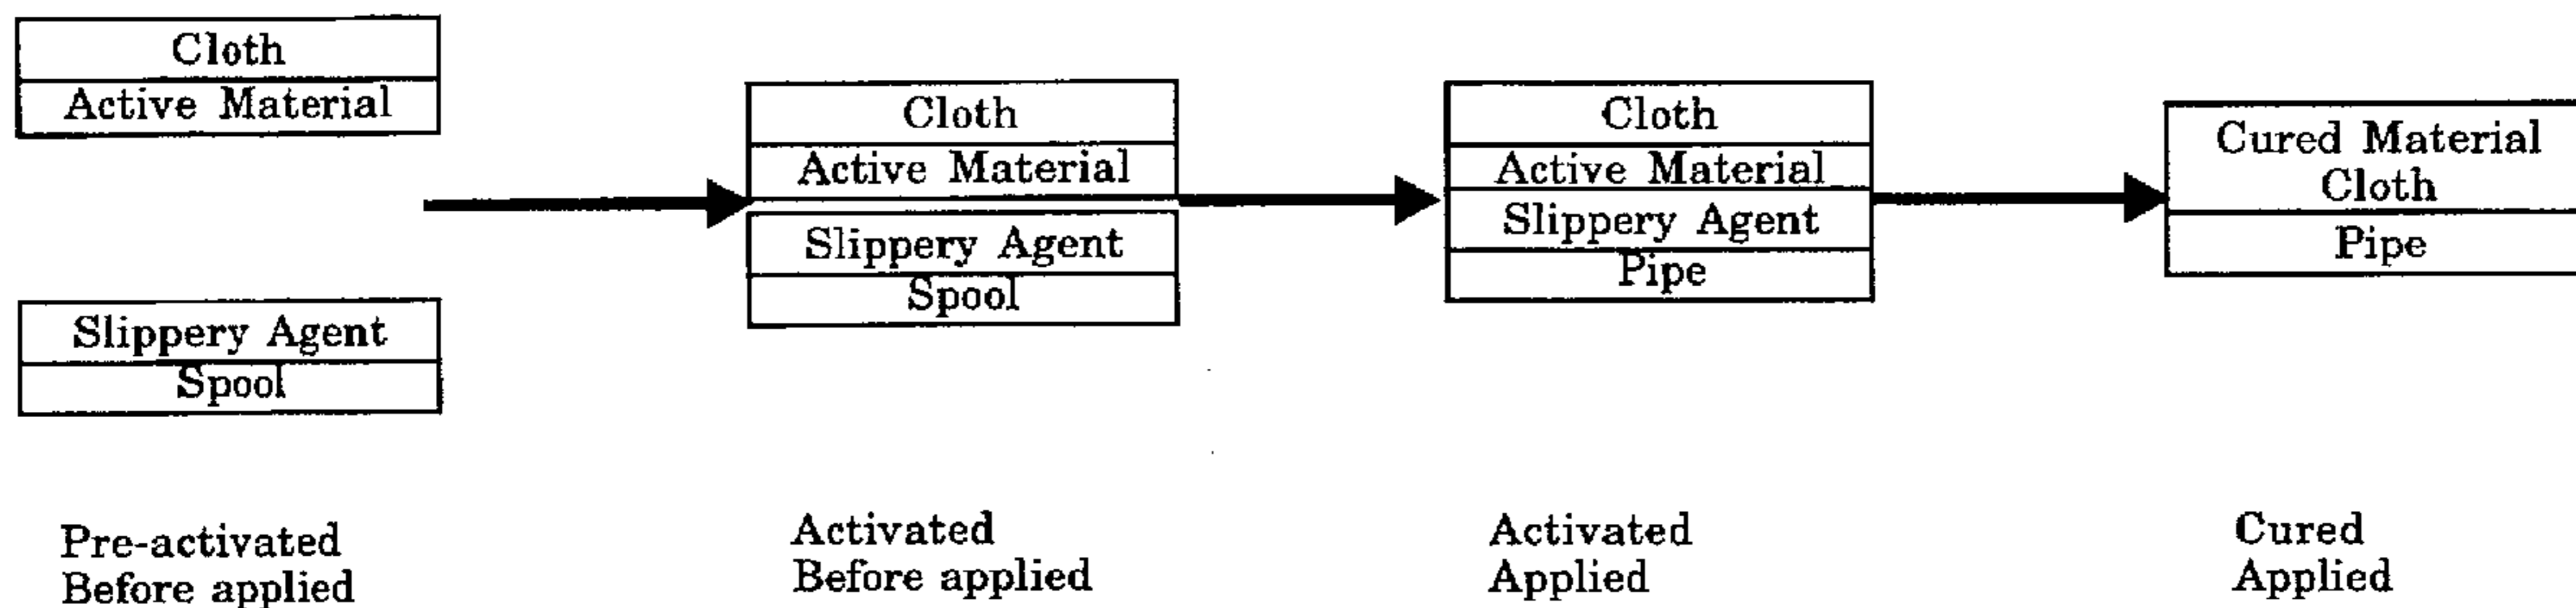 Cloth
Active Material
Slippery Agent
Spool
Cloth
Active Material
Slippery Agent
Spool
Cloth
Active Material
Slippery Agent
Pipe
Cured Material
Cloth
Pipe
Pre-activated
Before applied
Activated
Before applied
Activated
Applied
Cured
Applied